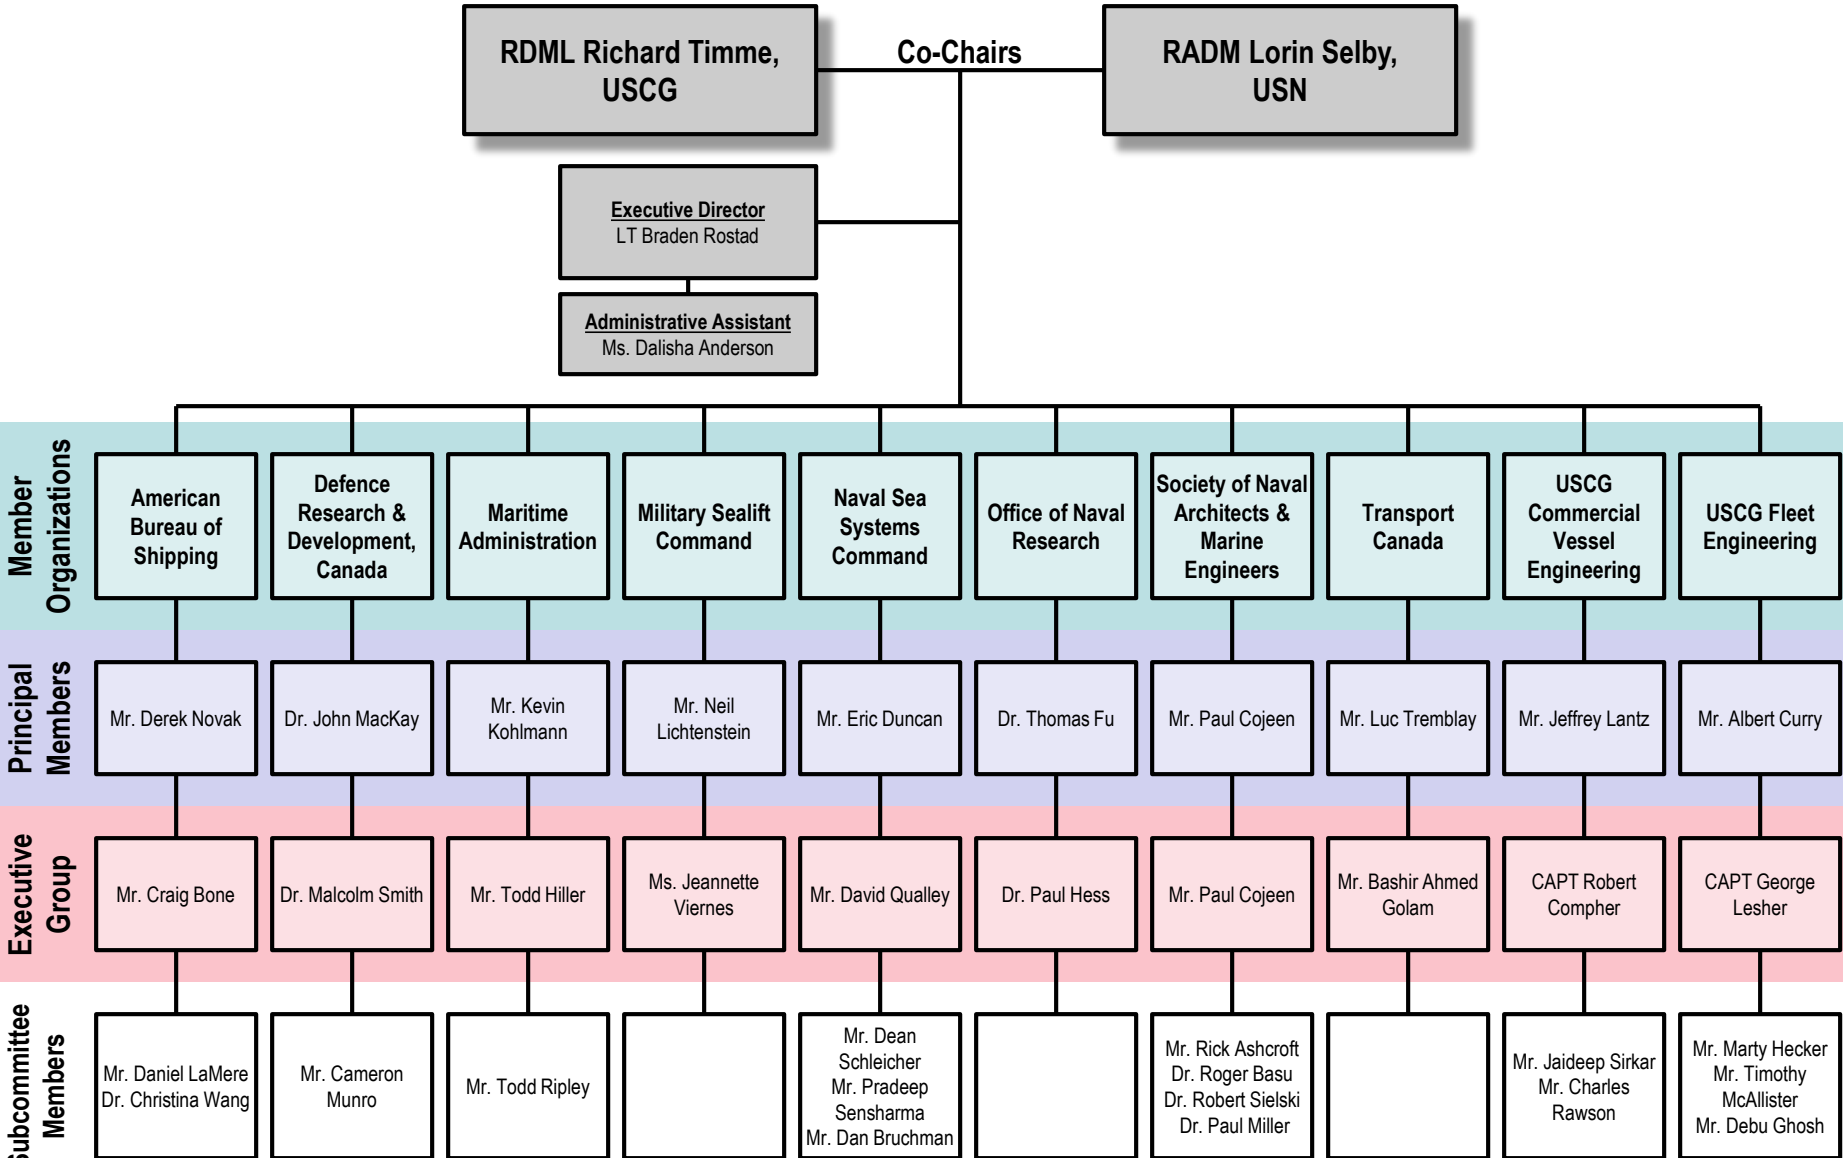 RDML Richard Timme,
USCG
Co-Chairs
RADM Lorin Selby,
USN
Executive Director
LT Braden Rostad
Administrative Assistant
Ms. Dalisha Anderson
Member
Organizations
American
Bureau of
Shipping
Defence
Research &
Development,
Canada
Maritime
Administration
Military Sealift
Command
Naval Sea
Systems
Command
Office of Naval
Research
Society of Naval
Architects &
Marine
Engineers
Transport
Canada
USCG
Commercial
Vessel
Engineering
USCG Fleet
Engineering
Principal
Members
Mr. Derek Novak
Dr. John MacKay
Mr. Kevin
Kohlmann
Mr. Neil
Lichtenstein
Mr. Eric Duncan
Dr. Thomas Fu
Mr. Paul Cojeen
Mr. Luc Tremblay
Mr. Jeffrey Lantz
Mr. Albert Curry
Executive
Group
Mr. Craig Bone
Dr. Malcolm Smith
Mr. Todd Hiller
Ms. Jeannette
Viernes
Mr. David Qualley
Dr. Paul Hess
Mr. Paul Cojeen
Mr. Bashir Ahmed
Golam
CAPT Robert
Compher
CAPT George
Lesher
Subcommittee
Members
Mr. Daniel LaMere
Dr. Christina Wang
Mr. Cameron
Munro
Mr. Todd Ripley
Mr. Dean
Schleicher
Mr. Pradeep
Sensharma
Mr. Dan Bruchman
Mr. Rick Ashcroft
Dr. Roger Basu
Dr. Robert Sielski
Dr. Paul Miller
Mr. Jaideep Sirkar
Mr. Charles
Rawson
Mr. Marty Hecker
Mr. Timothy
McAllister
Mr. Debu Ghosh